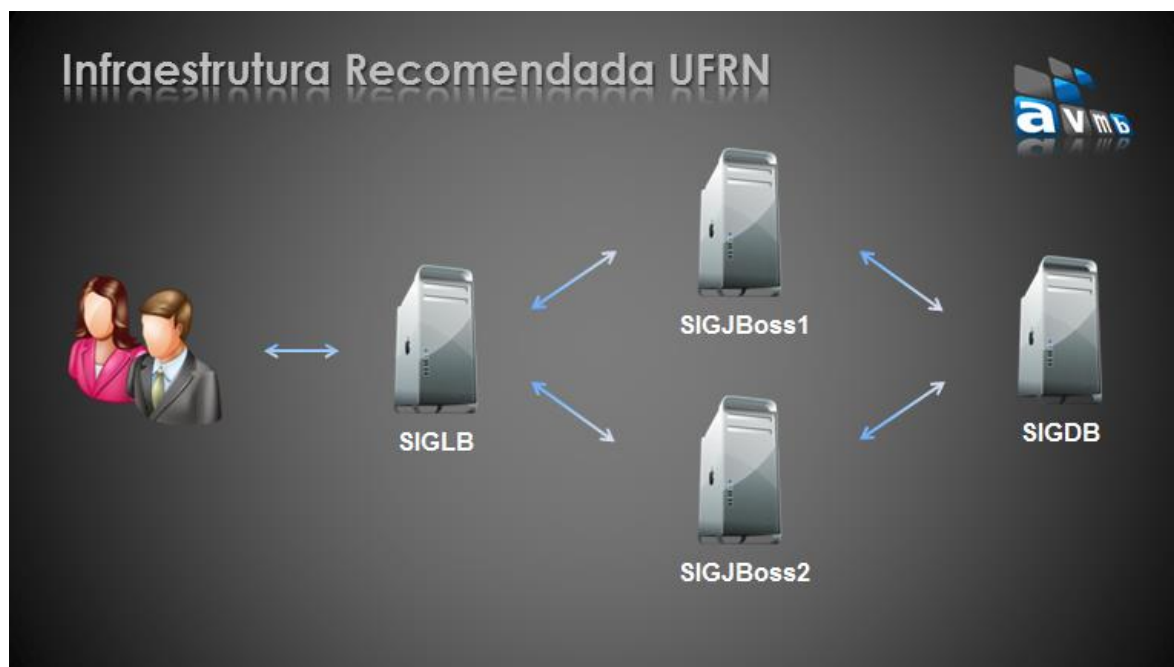 Infraestrutura Recomendada UFRN
avmb
SIGJBoss1
SIGLB
SIGDB
SIGJBoss2